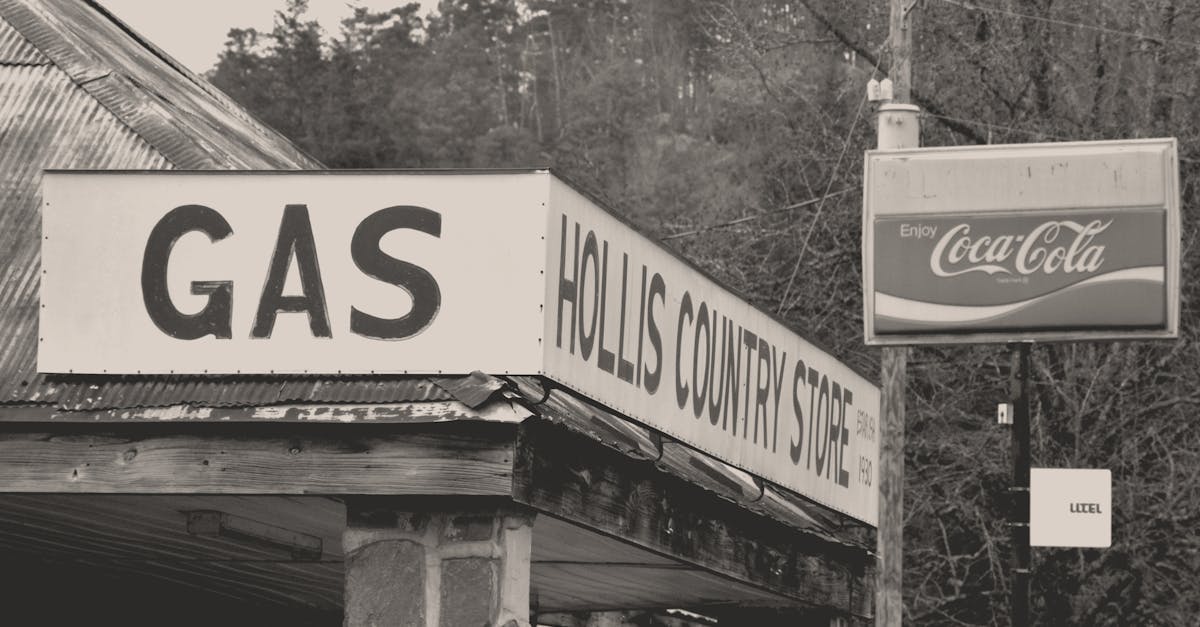 GAS
HOLLIS COUNTRY STORE
1930
Enjoy
Coca-Cola